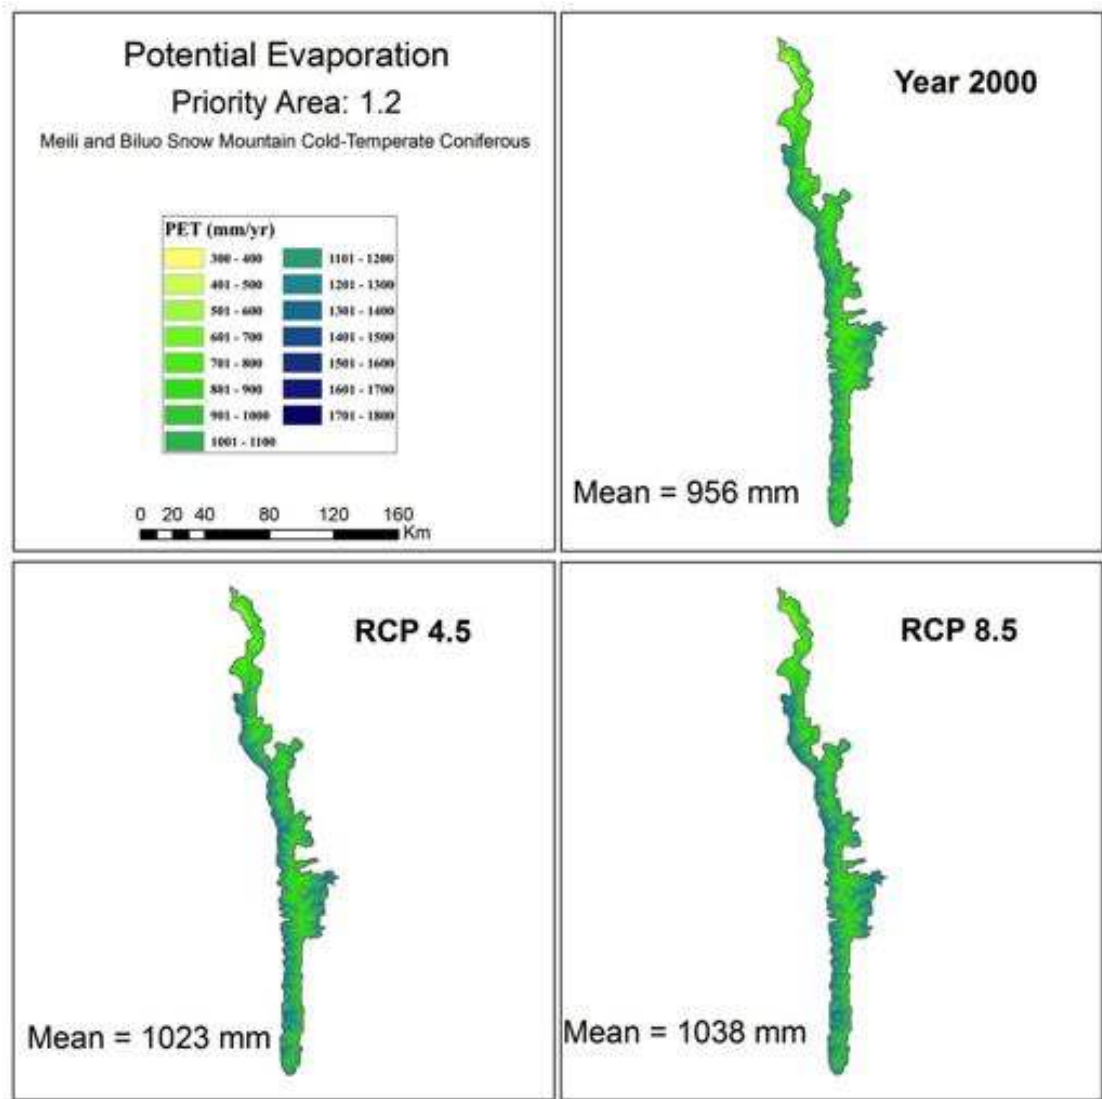 Potential Evaporation
Priority Area: 1.2
Meili and Biluo Snow Mountain Cold-Temperate Coniferous
PET (mm/yr)
300 - 400
401 - 500
501 - 600
601 - 700
701 - 800
801 - 900
901 - 1000
1001 - 1100
1101 - 1200
1201 - 1300
1301 - 1400
1401 - 1500
1501 - 1600
1601 - 1700
1701 - 1800
0 20 40 80 120 160
Km
Year 2000
Mean = 956 mm
RCP 4.5
Mean = 1023 mm
RCP 8.5
Mean = 1038 mm